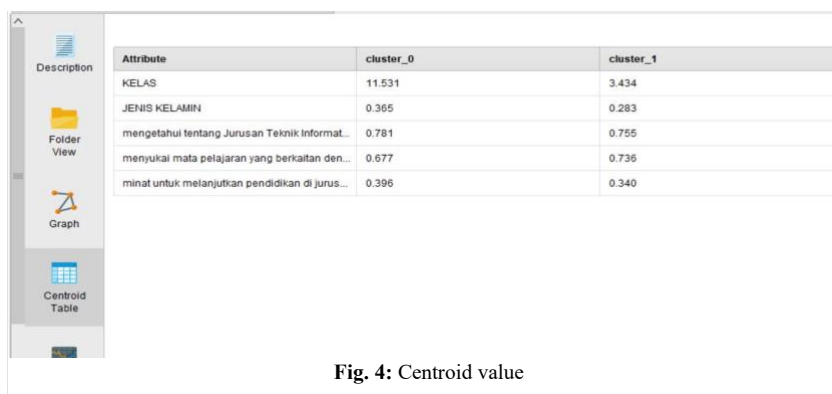 Description
Folder
View
Graph
Centroid
Table
Attribute cluster_0 cluster_1
KELAS 11.531 3.434
JENIS KELAMIN 0.365 0.283
mengetahui tentang Jurusan Teknik Informat... 0.781 0.755
menyukai mata pelajaran yang berkaitan den... 0.677 0.736
minat untuk melanjutkan pendidikan di jurus... 0.396 0.340
Fig. 4: Centroid value